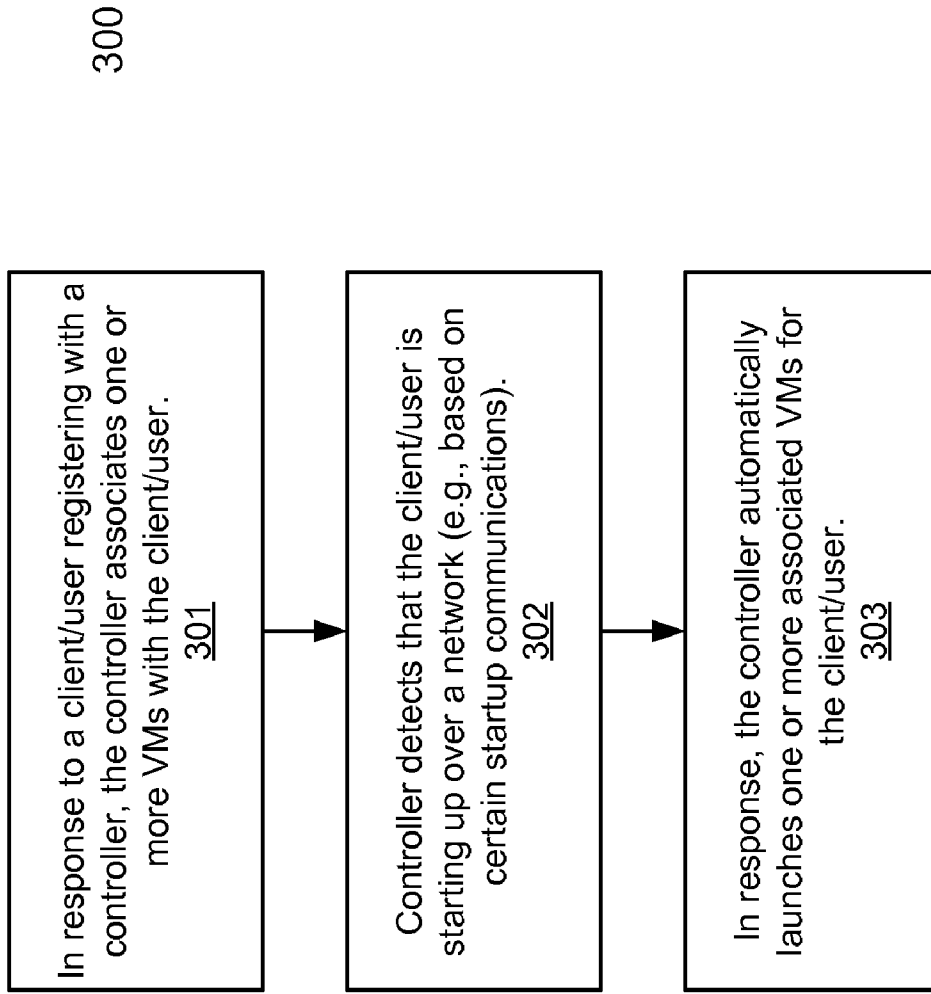 300
In response to a client/user registering with a
controller, the controller associates one or
more VMs with the client/user.
301
Controller detects that the client/user is
starting up over a network (e.g., based on
certain startup communications).
302
In response, the controller automatically
launches one or more associated VMs for
the client/user.
303